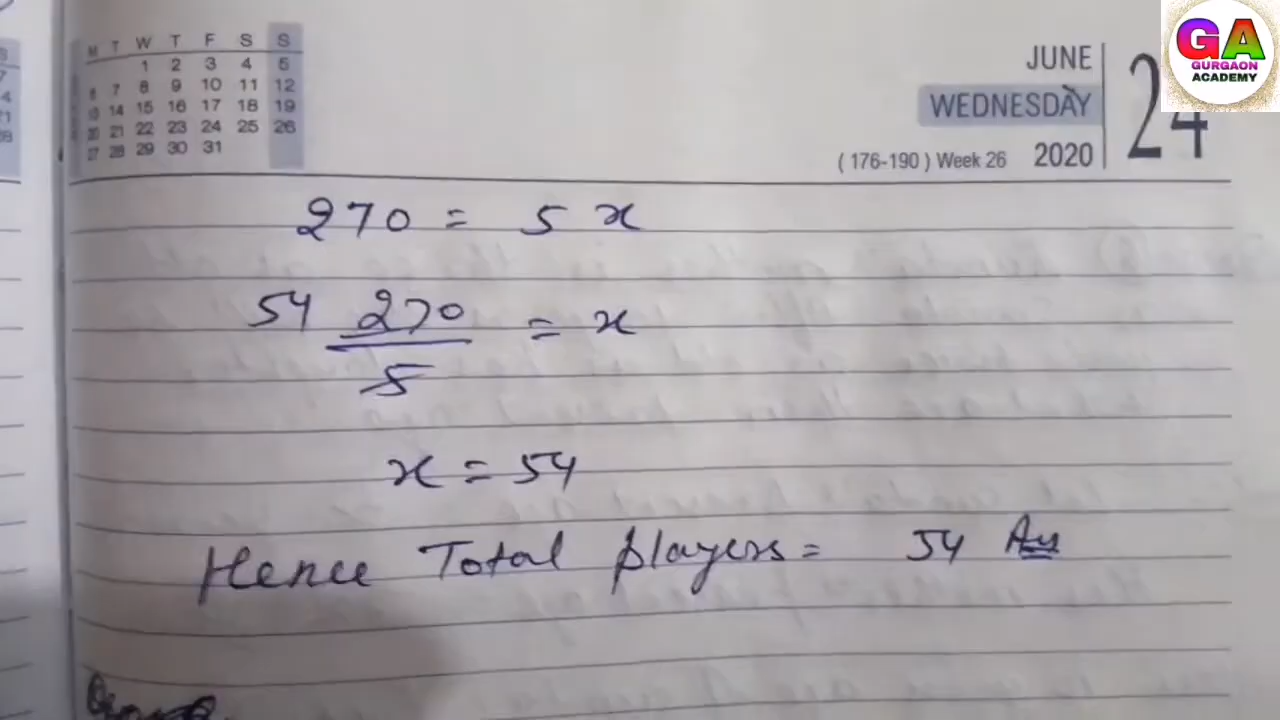 M T W T F S S
1 2 3 4 5
6 7 8 9 10 11 12
13 14 15 16 17 18 19
20 21 22 23 24 25 26
27 28 29 30 31
JUNE
WEDNESDAY
24
(176-190) Week 26 2020
GA
GURGAON
ACADEMY
270 = 5 x
54 270 / 5 = x
x = 54
Hence Total players = 54 Ans